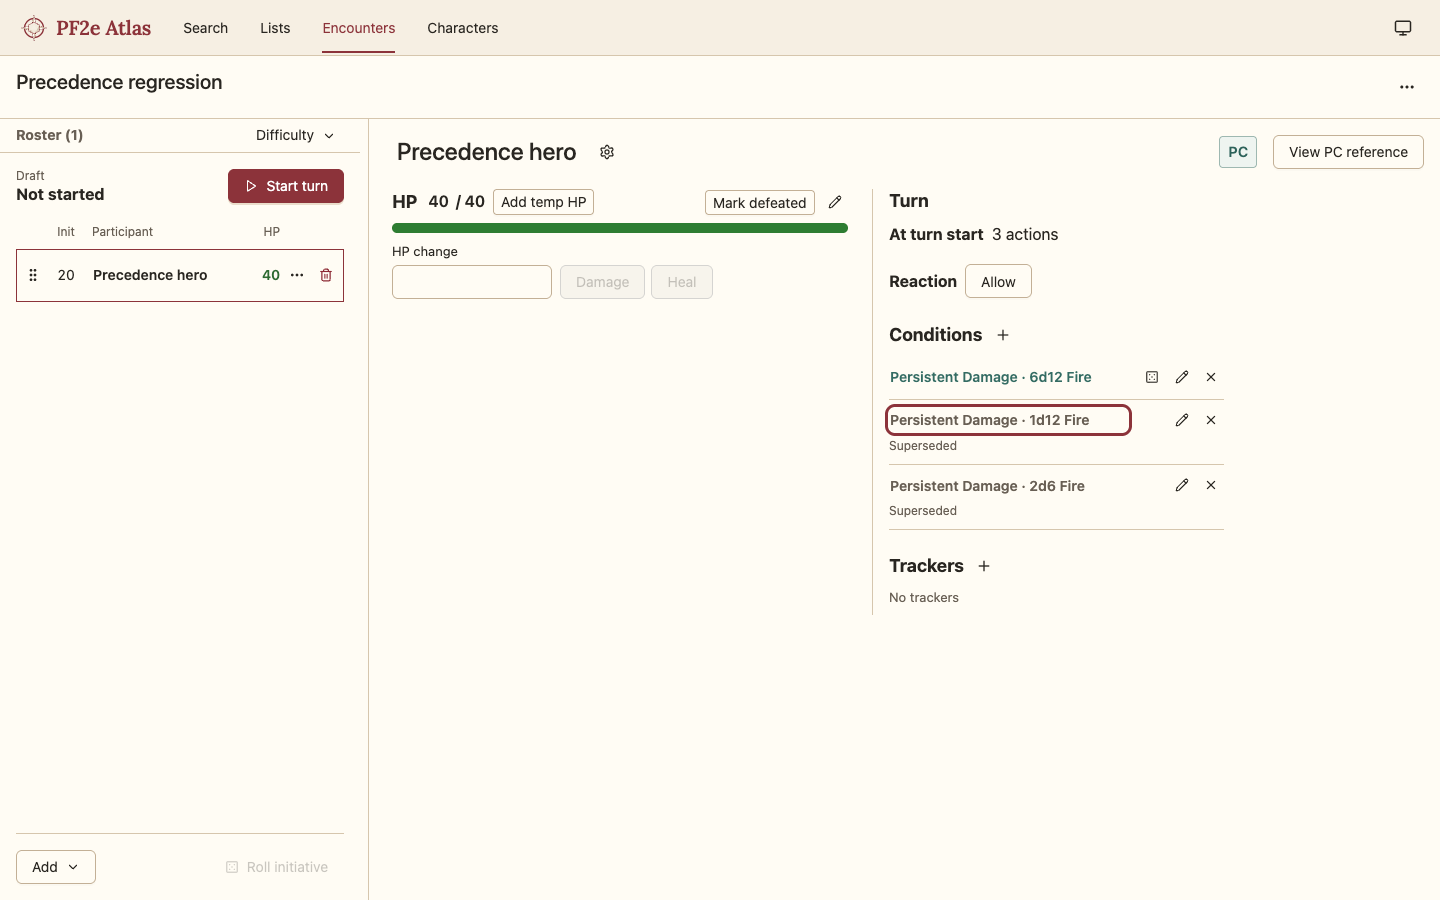 PF2e Atlas
Search
Lists
Encounters
Characters
Precedence regression
Roster (1)
Difficulty
Draft
Not started
Start turn
Init
Participant
HP
20
Precedence hero
40
Add
Roll initiative
Precedence hero
PC
View PC reference
HP 40 / 40
Add temp HP
Mark defeated
HP change
Damage
Heal
Turn
At turn start 3 actions
Reaction
Allow
Conditions
Persistent Damage · 6d12 Fire
Persistent Damage · 1d12 Fire
Superseded
Persistent Damage · 2d6 Fire
Superseded
Trackers
No trackers